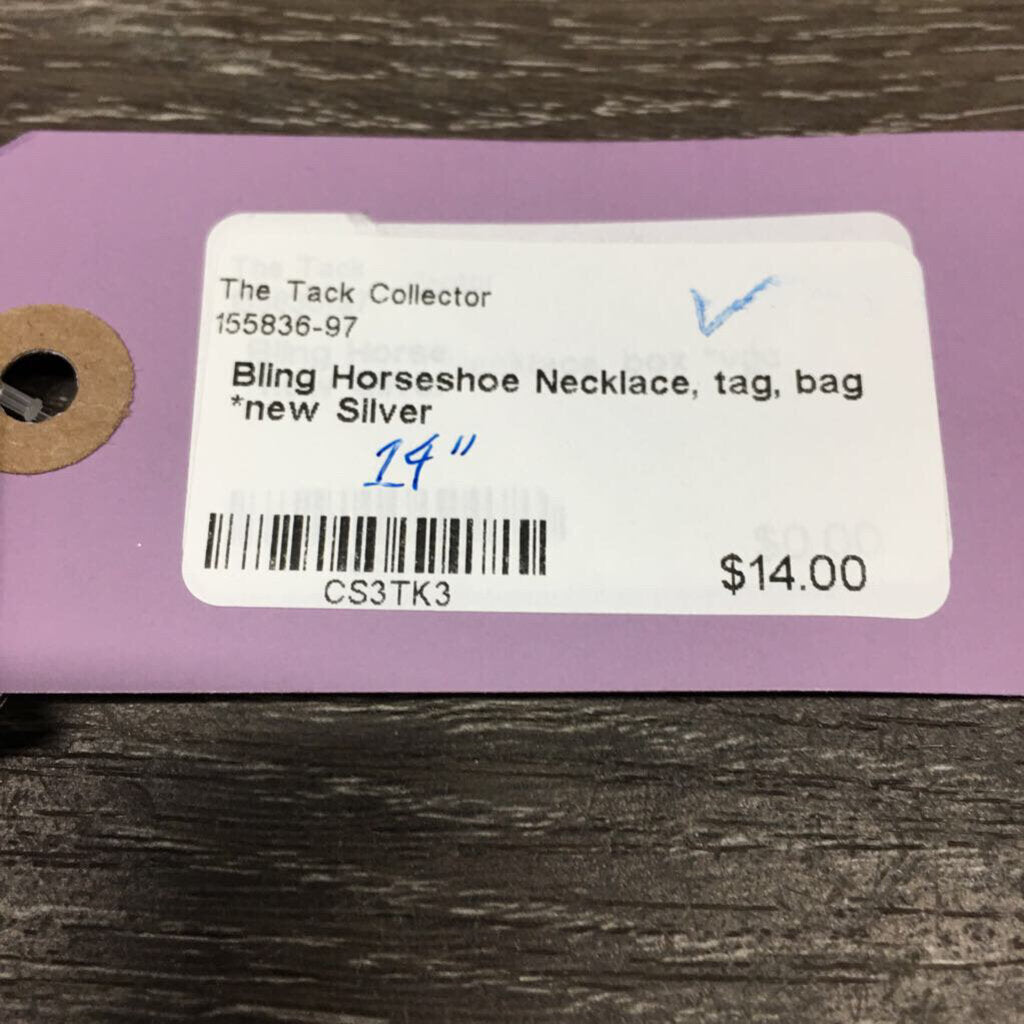 The Tack Collector
155836-97
Bling Horseshoe Necklace, tag, bag
*new Silver
14"
CS3TK3
$14.00